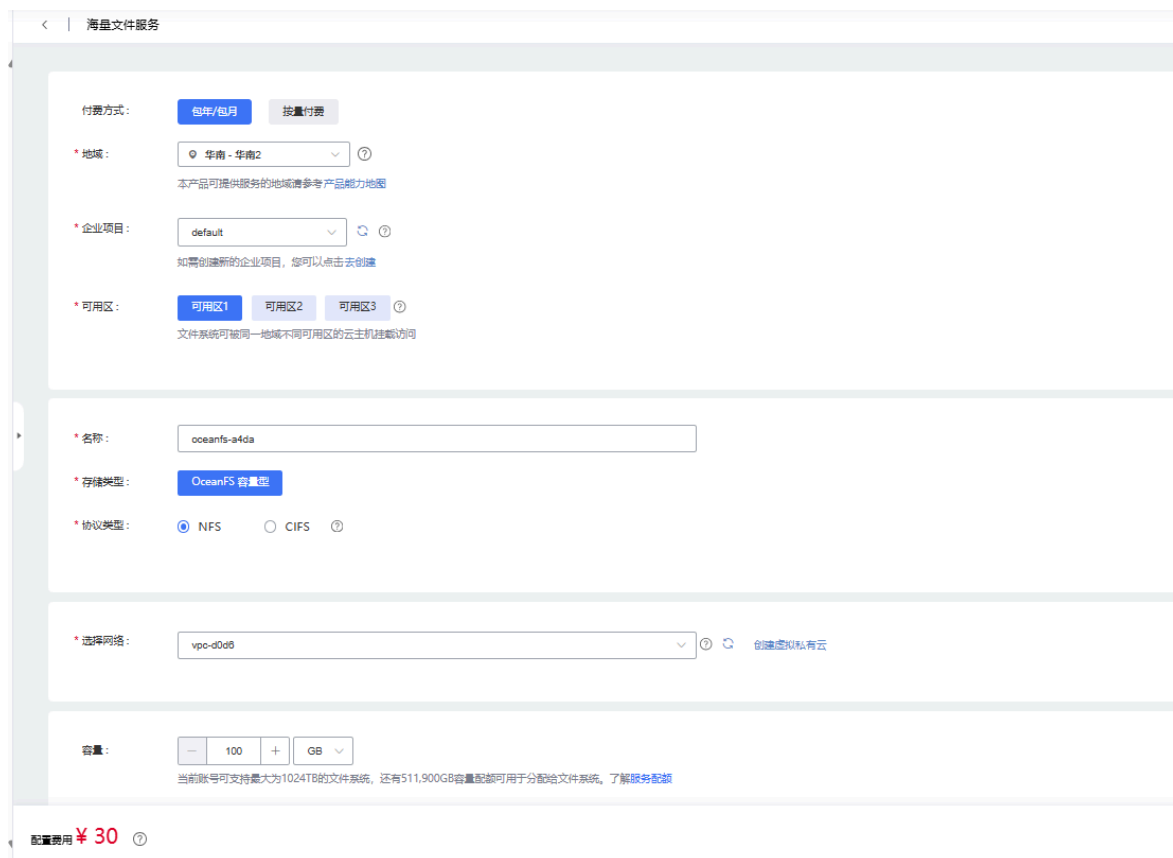 海量文件服务
付费方式： 包年/包月 按量付费
* 地域： 华南 - 华南2
本产品可提供服务的地域请参考产品能力地图
* 企业项目： default
如需创建新的企业项目，您可以点击去创建
* 可用区： 可用区1 可用区2 可用区3
文件系统可被同一地域不同可用区的云主机挂载访问
* 名称： oceanfs-a4da
* 存储类型： OceanFS 容量型
* 协议类型： NFS CIFS
* 选择网络： vpc-d0d6 创建虚拟私有云
容量： 100 GB
当前账号可支持最大为1024TB的文件系统，还有511,900GB容量配额可用于分配给文件系统。了解服务配额
配置费用 ¥ 30